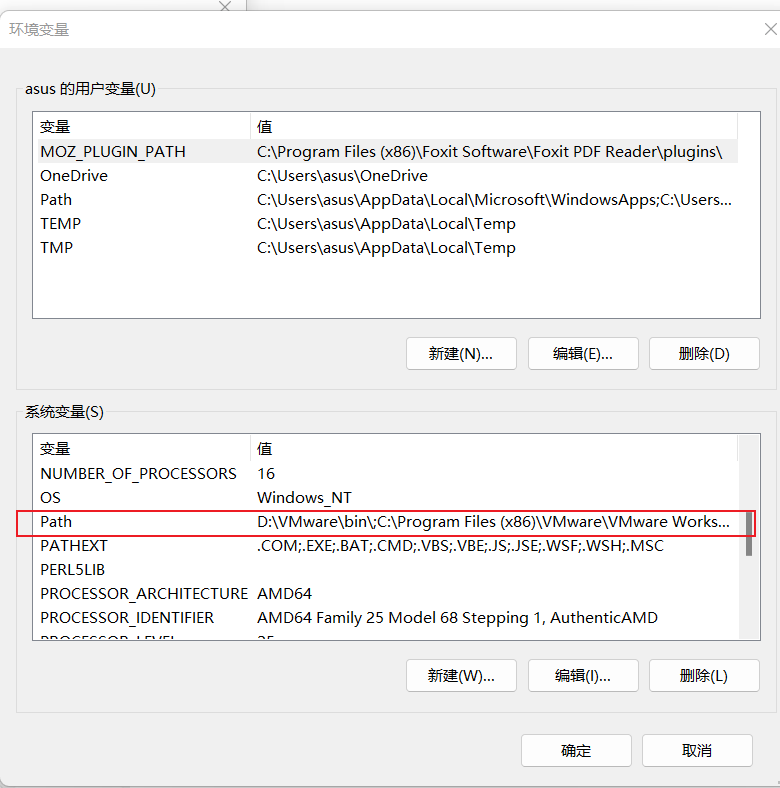 环境变量
asus 的用户变量(U)
变量 值
MOZ_PLUGIN_PATH C:\Program Files (x86)\Foxit Software\Foxit PDF Reader\plugins\
OneDrive C:\Users\asus\OneDrive
Path C:\Users\asus\AppData\Local\Microsoft\WindowsApps;C:\Users...
TEMP C:\Users\asus\AppData\Local\Temp
TMP C:\Users\asus\AppData\Local\Temp
新建(N)... 编辑(E)... 删除(D)
系统变量(S)
变量 值
NUMBER_OF_PROCESSORS 16
OS Windows_NT
Path D:\VMware\bin\;C:\Program Files (x86)\VMware\VMware Works...
PATHEXT .COM;.EXE;.BAT;.CMD;.VBS;.VBE;.JS;.JSE;.WSF;.WSH;.MSC
PERL5LIB
PROCESSOR_ARCHITECTURE AMD64
PROCESSOR_IDENTIFIER AMD64 Family 25 Model 68 Stepping 1, AuthenticAMD
PROCESSOR_LEVEL 25
新建(W)... 编辑(I)... 删除(L)
确定 取消